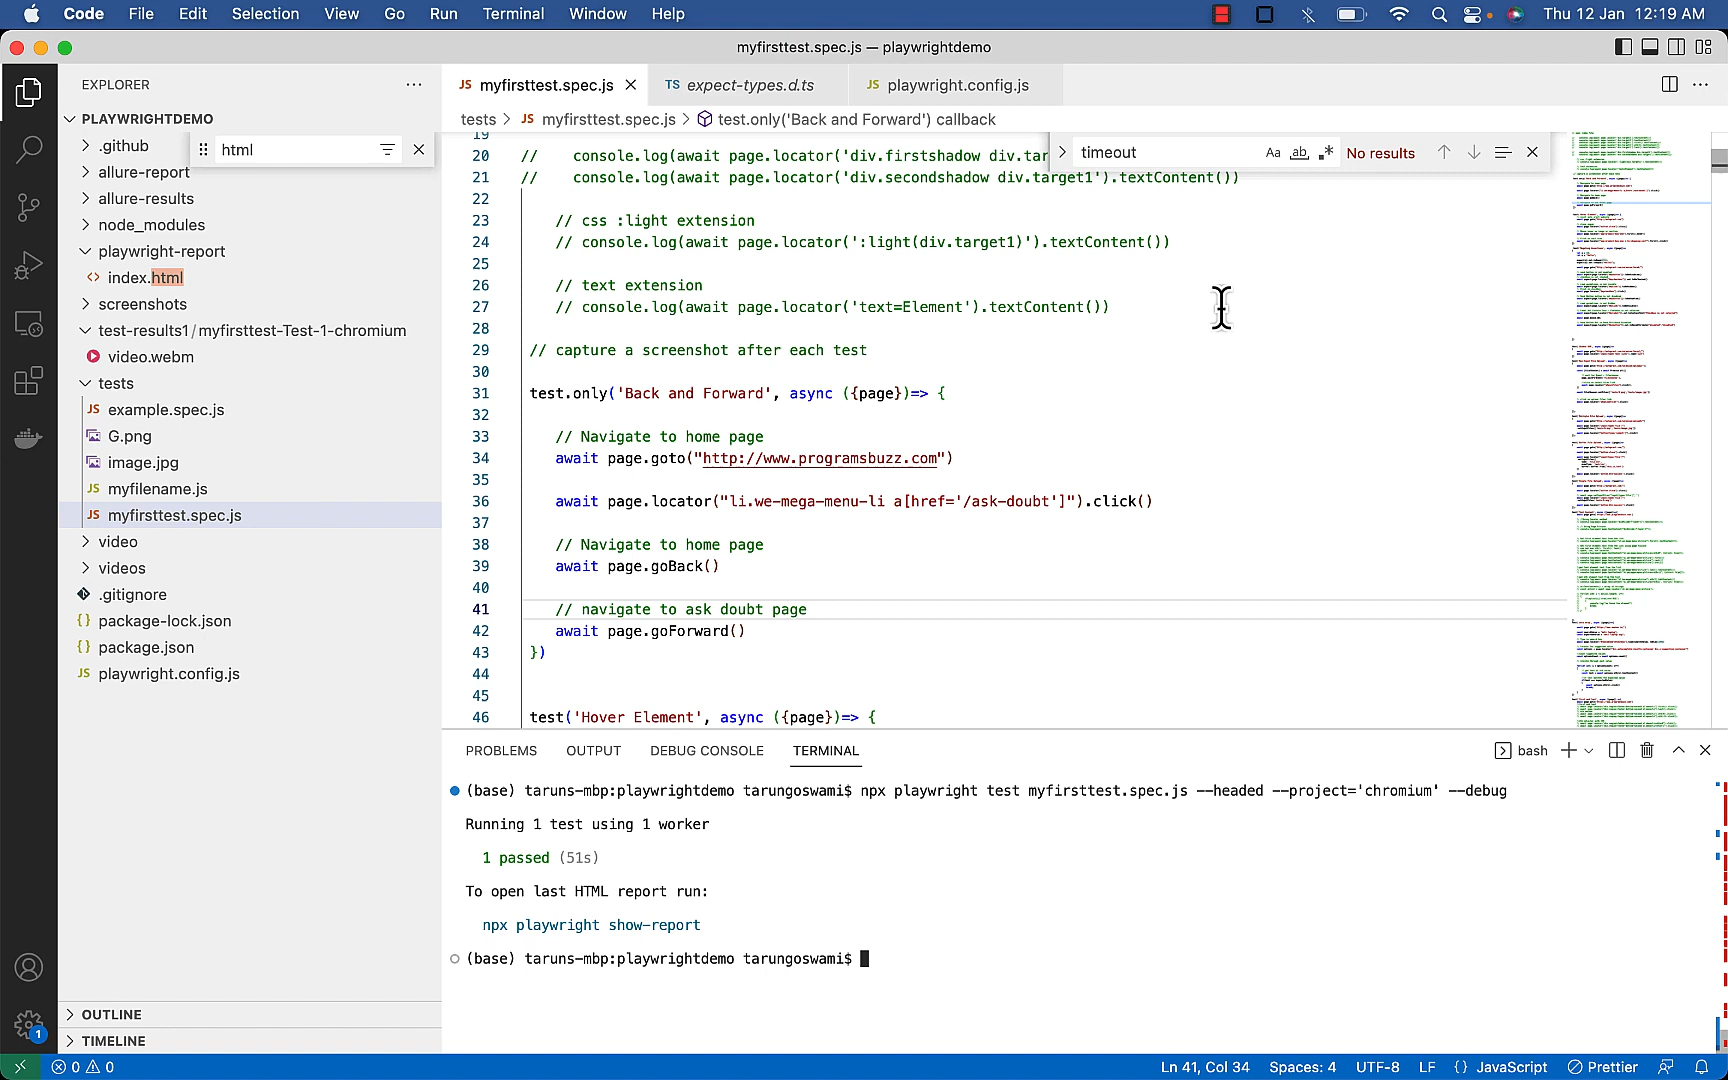 Code File Edit Selection View Go Run Terminal Window Help Thu 12 Jan 12:19 AM
myfirsttest.spec.js — playwrightdemo
EXPLORER
PLAYWRIGHTDEMO
.github
html
allure-report
allure-results
node_modules
playwright-report
index.html
screenshots
test-results1/myfirsttest-Test-1-chromium
video.webm
tests
JS example.spec.js
G.png
image.jpg
JS myfilename.js
JS myfirsttest.spec.js
video
videos
.gitignore
{} package-lock.json
{} package.json
JS playwright.config.js
OUTLINE
TIMELINE
JS myfirsttest.spec.js TS expect-types.d.ts JS playwright.config.js
tests > JS myfirsttest.spec.js > test.only('Back and Forward') callback
timeout Aa ab .* No results
19
20 // console.log(await page.locator('div.firstshadow div.tar
21 // console.log(await page.locator('div.secondshadow div.target1').textContent())
22
23 // css :light extension
24 // console.log(await page.locator(':light(div.target1)').textContent())
25
26 // text extension
27 // console.log(await page.locator('text=Element').textContent())
28
29 // capture a screenshot after each test
30
31 test.only('Back and Forward', async ({page})=> {
32
33 // Navigate to home page
34 await page.goto("http://www.programsbuzz.com")
35
36 await page.locator("li.we-mega-menu-li a[href='/ask-doubt']").click()
37
38 // Navigate to home page
39 await page.goBack()
40
41 // navigate to ask doubt page
42 await page.goForward()
43 })
44
45
46 test('Hover Element', async ({page})=> {
PROBLEMS OUTPUT DEBUG CONSOLE TERMINAL bash
(base) taruns-mbp:playwrightdemo tarungoswami$ npx playwright test myfirsttest.spec.js --headed --project='chromium' --debug
Running 1 test using 1 worker
1 passed (51s)
To open last HTML report run:
npx playwright show-report
(base) taruns-mbp:playwrightdemo tarungoswami$
1
0 0 Ln 41, Col 34 Spaces: 4 UTF-8 LF {} JavaScript Prettier